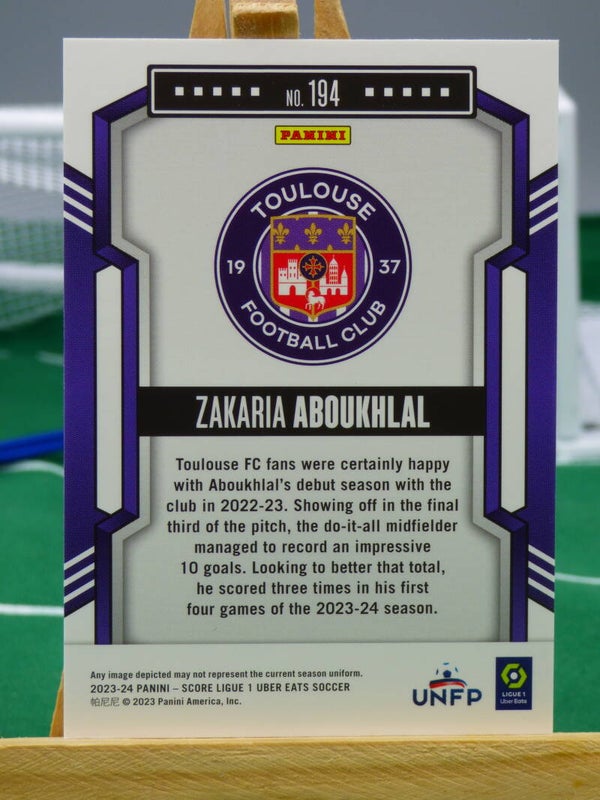 NO. 194
PANINI
TOULOUSE
19 37
FOOTBALL CLUB
ZAKARIA ABOUKHLAL
Toulouse FC fans were certainly happy
with Aboukhlal's debut season with the
club in 2022-23. Showing off in the final
third of the pitch, the do-it-all midfielder
managed to record an impressive
10 goals. Looking to better that total,
he scored three times in his first
four games of the 2023-24 season.
Any image depicted may not represent the current season uniform.
2023-24 PANINI – SCORE LIGUE 1 UBER EATS SOCCER
帕尼尼 © 2023 Panini America, Inc.
UNFP
LIGUE 1
Uber Eats